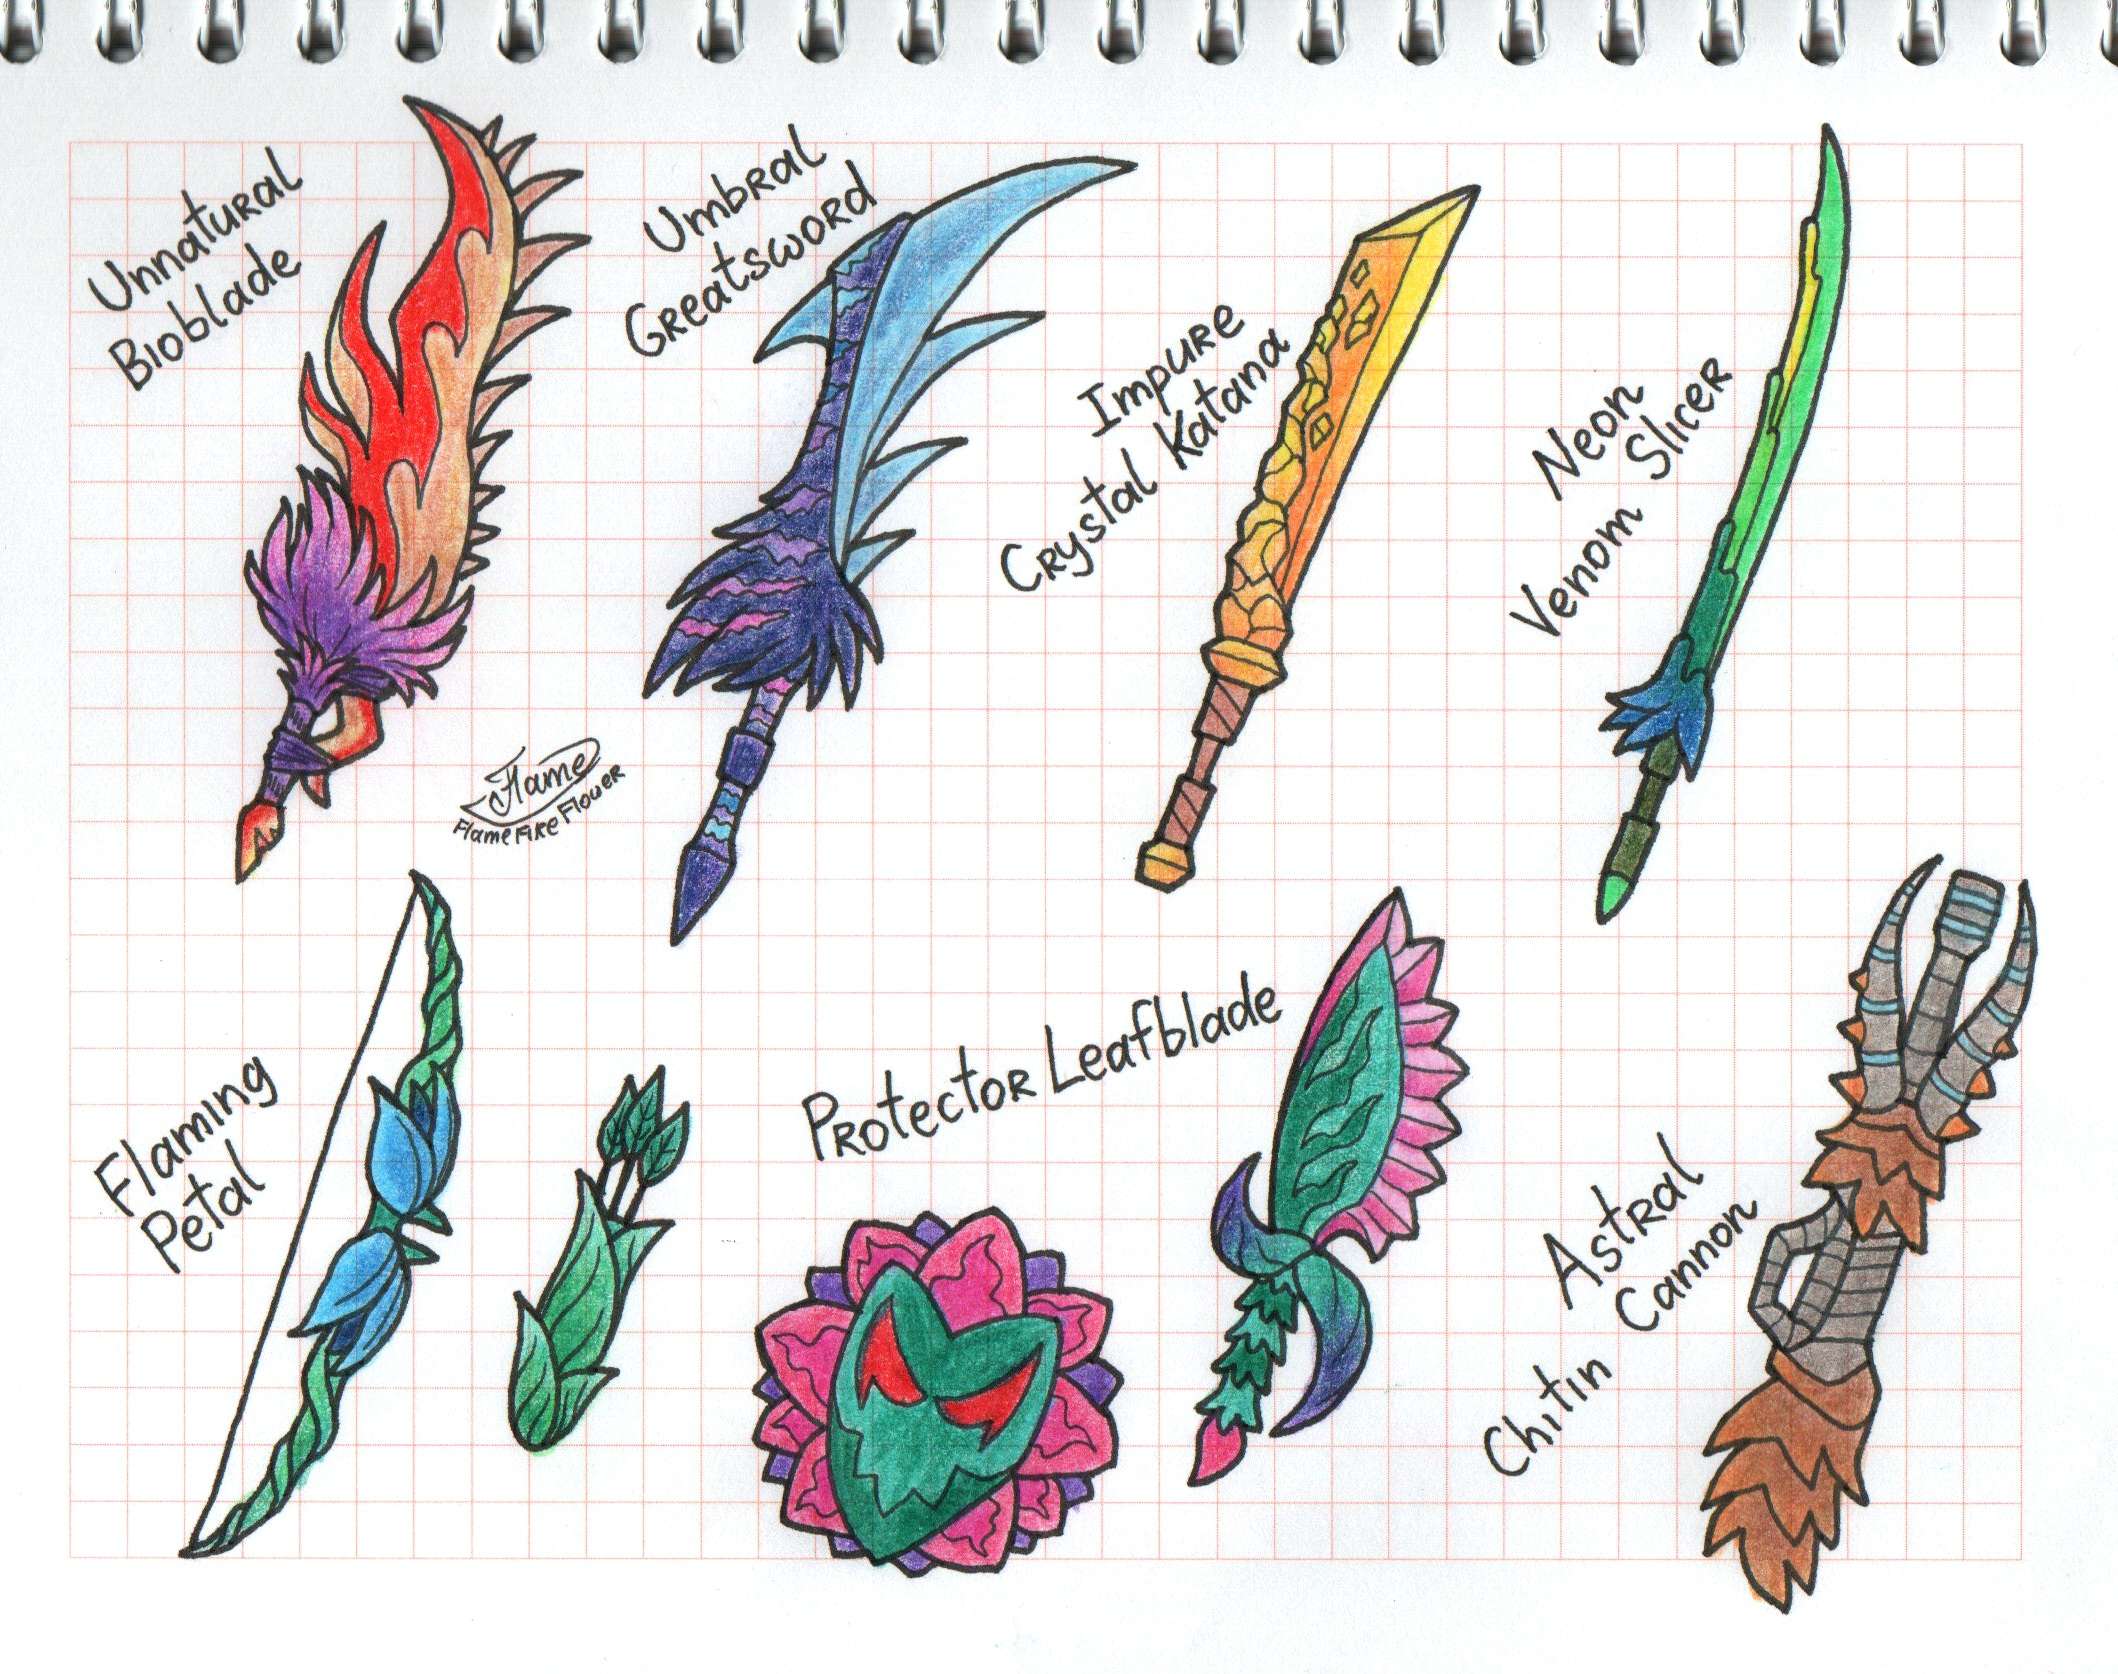 Unnatural
Bioblade
Umbral
Greatsword
Impure
Crystal Katana
Neon
Venom Slicer
Flame
FlameFireFlower
Flaming
Petal
Protector Leafblade
Astral
Chitin Cannon